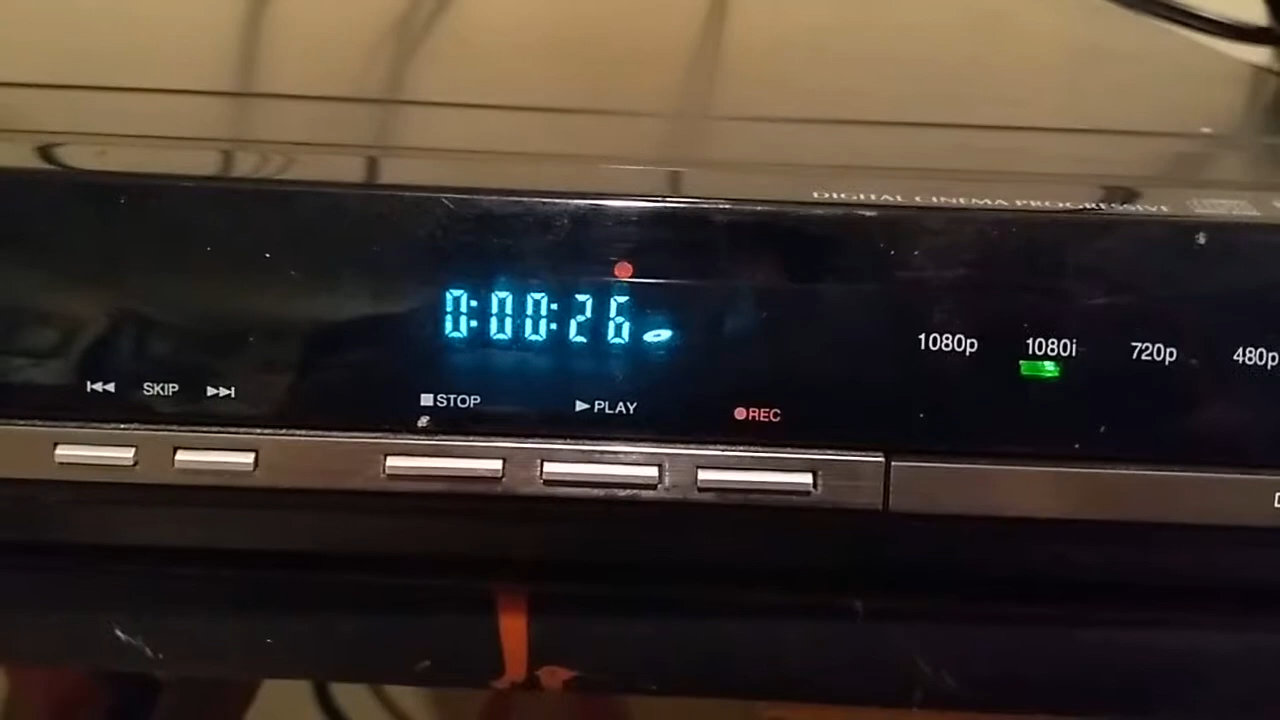 DIGITAL CINEMA PROGRESSIVE
0:00:26
1080p 1080i 720p 480p
SKIP
STOP PLAY REC